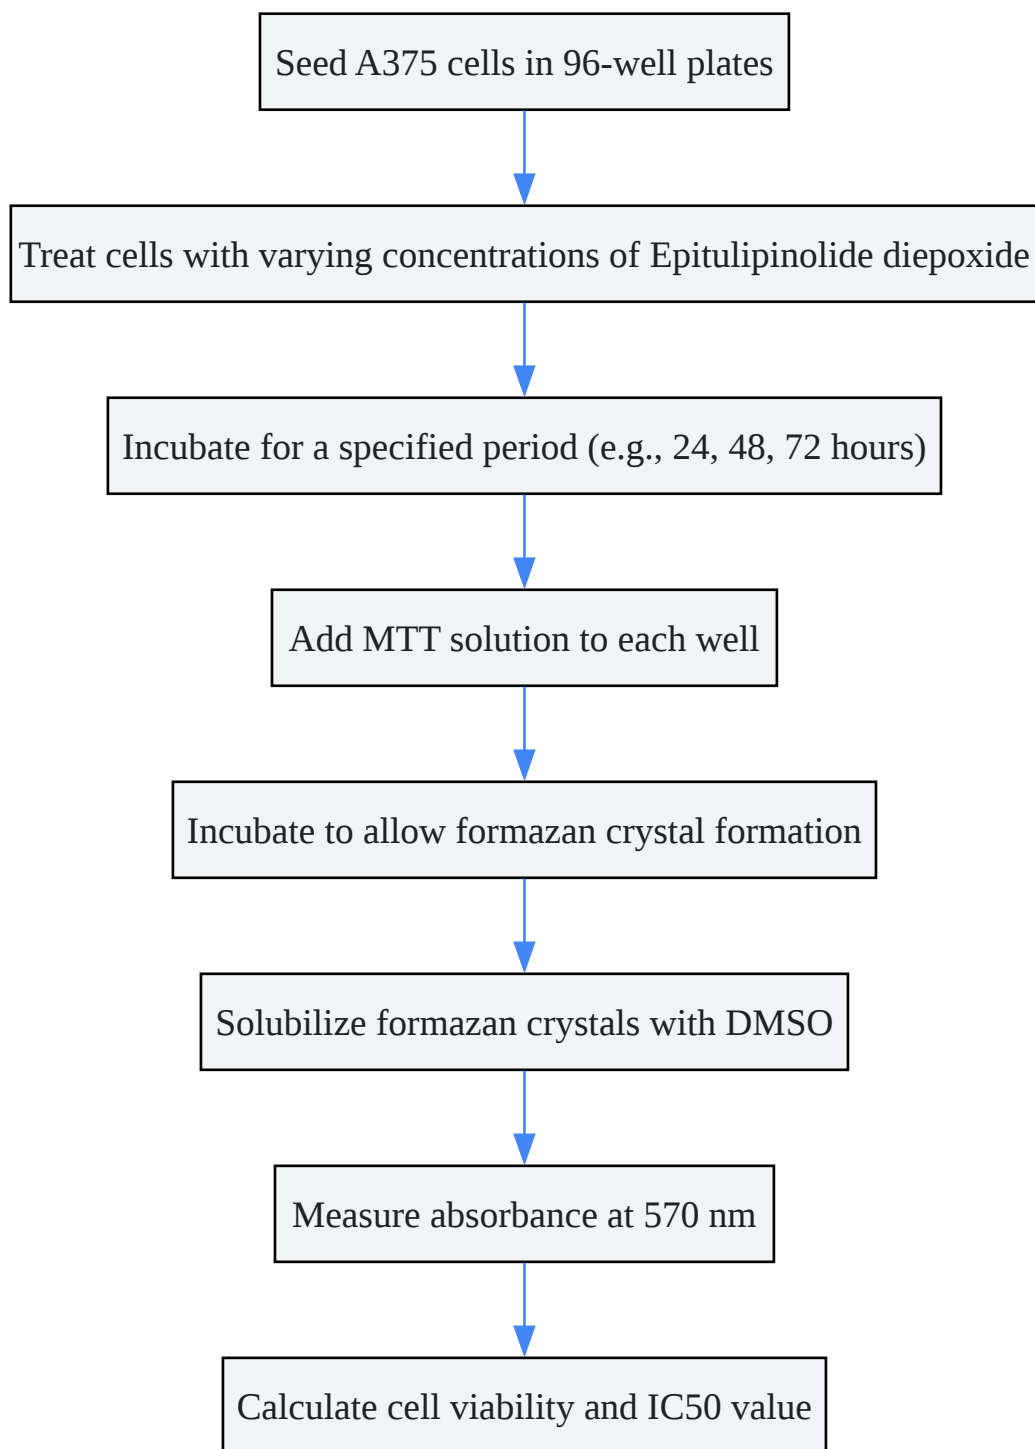 Seed A375 cells in 96-well plates
Treat cells with varying concentrations of Epitulipinolide diepoxide
Incubate for a specified period (e.g., 24, 48, 72 hours)
Add MTT solution to each well
Incubate to allow formazan crystal formation
Solubilize formazan crystals with DMSO
Measure absorbance at 570 nm
Calculate cell viability and IC50 value